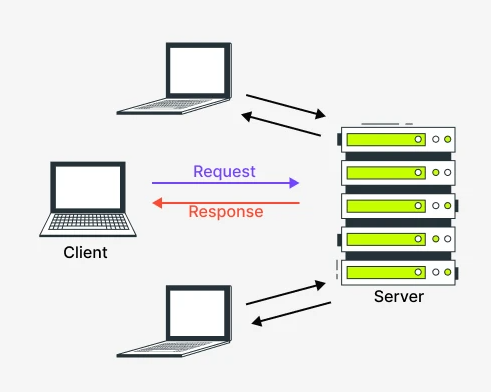 Request
Response
Client
Server